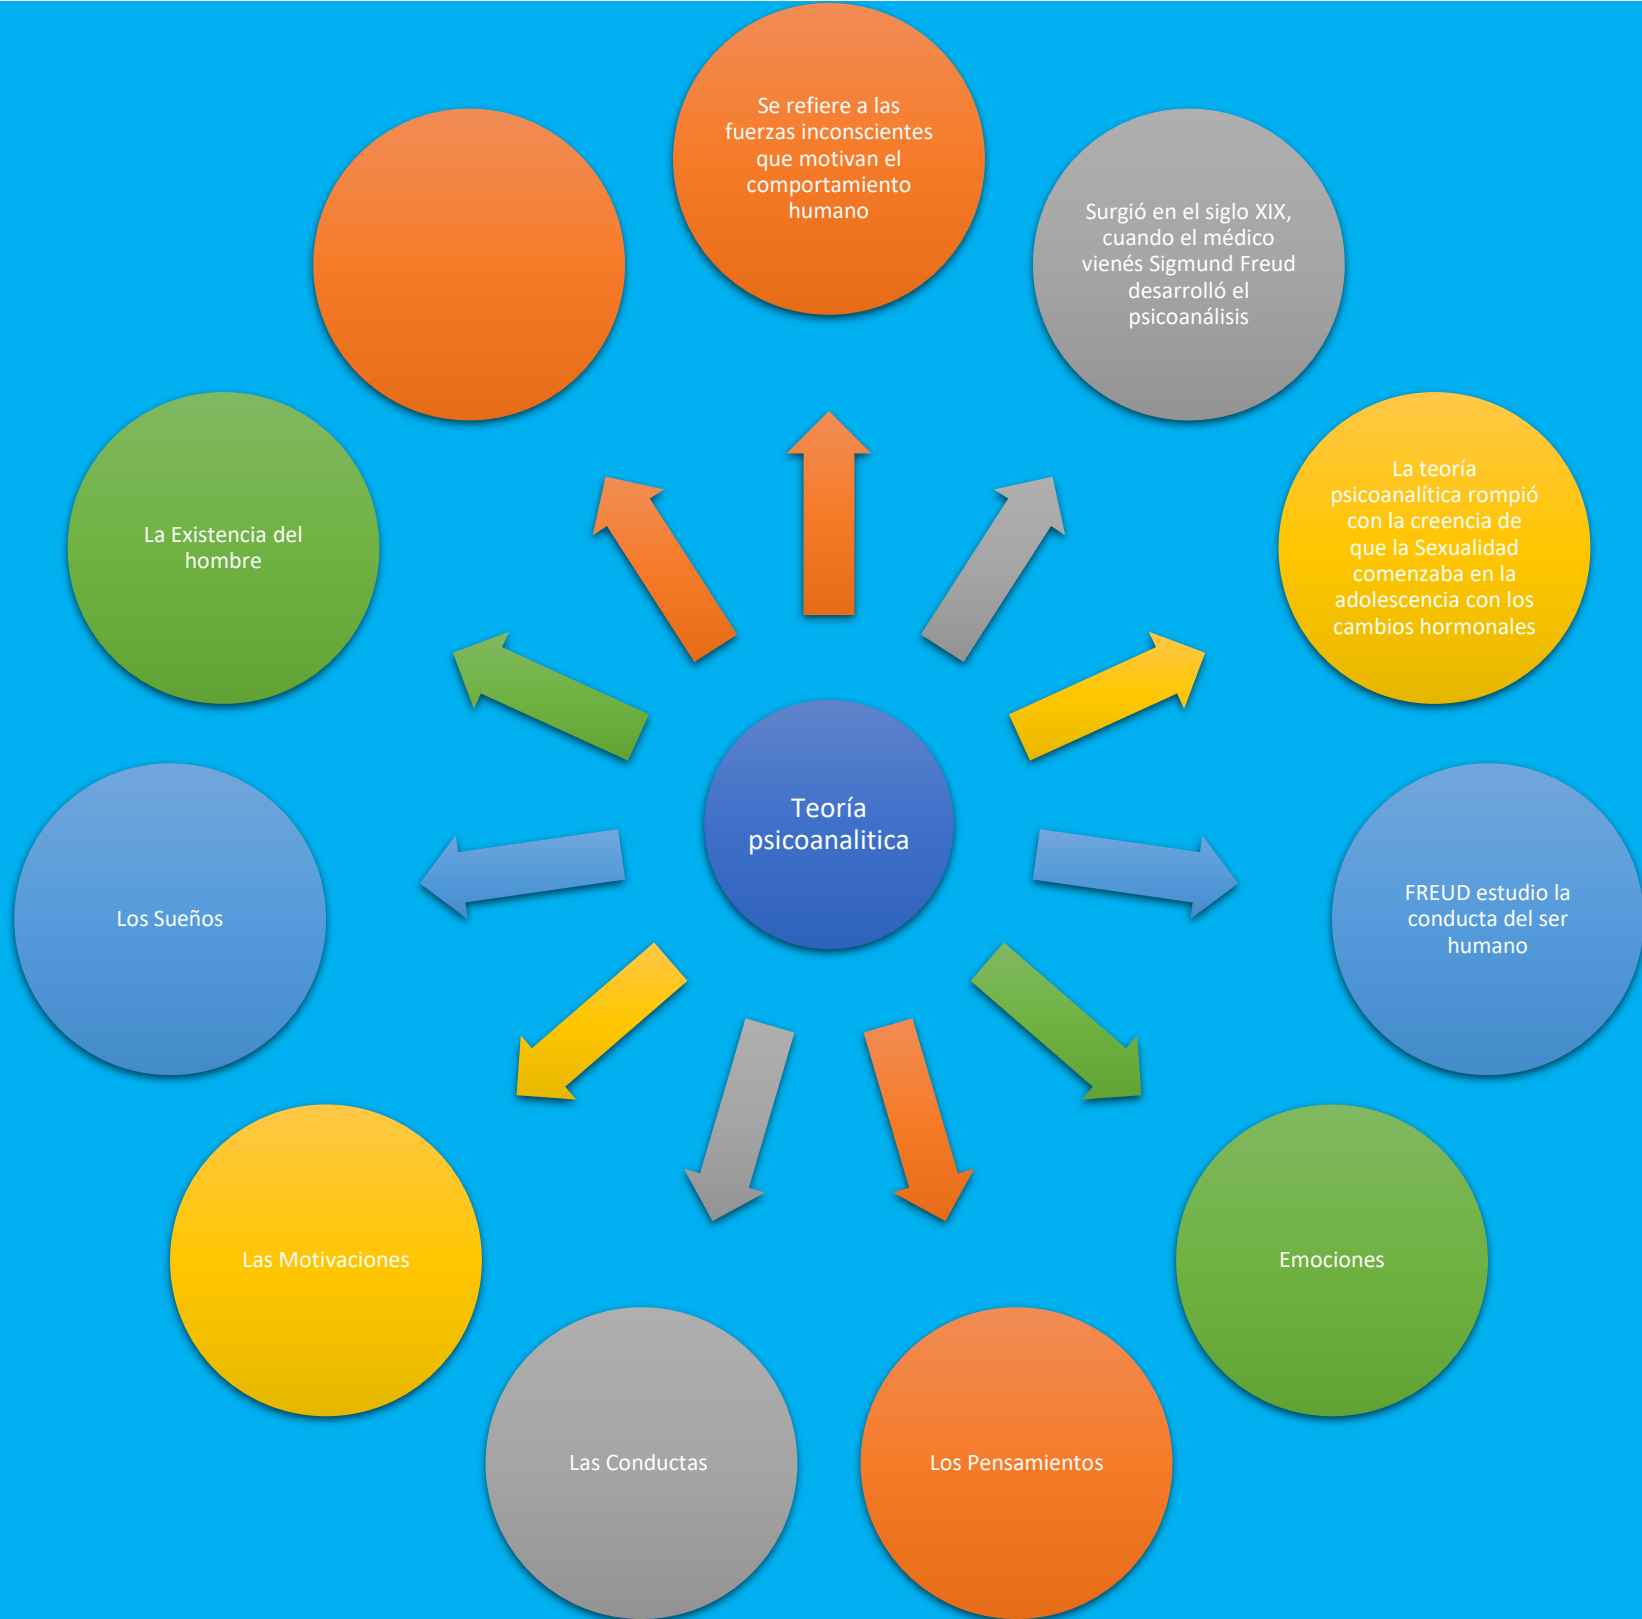 Se refiere a las
fuerzas inconscientes
que motivan el
comportamiento
humano
Surgió en el siglo XIX,
cuando el médico
vienés Sigmund Freud
desarrolló el
psicoanálisis
La teoría
psicoanalítica rompió
con la creencia de
que la Sexualidad
comenzaba en la
adolescencia con los
cambios hormonales
FREUD estudio la
conducta del ser
humano
Emociones
Los Pensamientos
Las Conductas
Las Motivaciones
Los Sueños
La Existencia del
hombre
Teoría
psicoanalitica